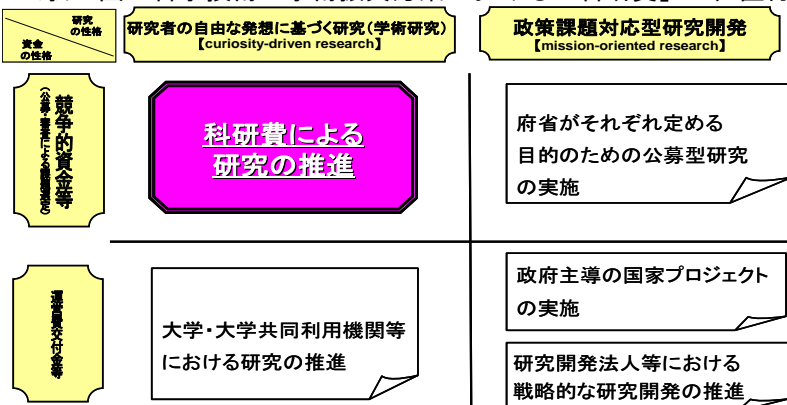 研究
の性格
資金
の性格
研究者の自由な発想に基づく研究(学術研究)
【curiosity-driven research】
政策課題対応型研究開発
【mission-oriented research】
競争的資金等
科研費による
研究の推進
府省がそれぞれ定める
目的のための公募型研究
の実施
運営費交付金等
大学・大学共同利用機関等
における研究の推進
政府主導の国家プロジェクト
の実施
研究開発法人等における
戦略的な研究開発の推進